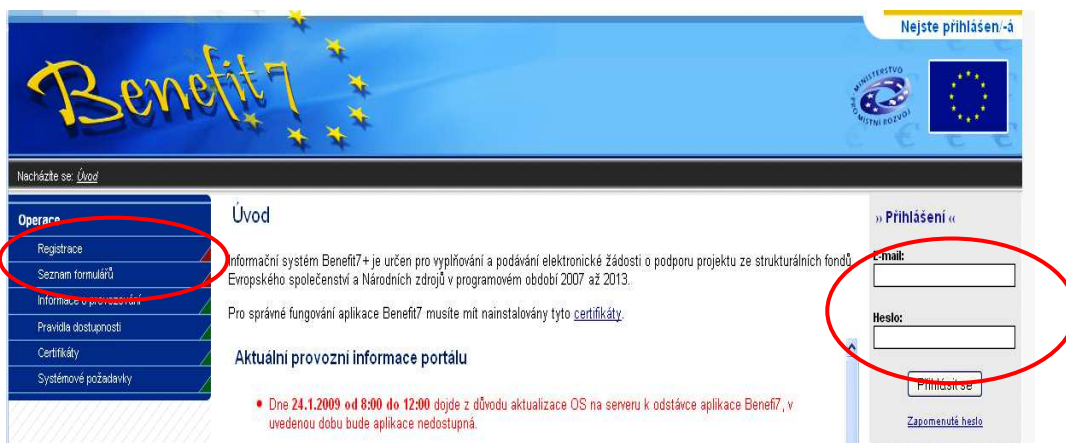 Nejste přihlášen/-á
Benefit7
MINISTERSTVO
PRO MÍSTNÍ ROZVOJ
Nacházíte se: Úvod
Operace
Registrace
Seznam formulářů
Informace o provozování
Pravidla dostupnosti
Certifikáty
Systémové požadavky
Úvod
Informační systém Benefit7+ je určen pro vyplňování a podávání elektronické žádosti o podporu projektu ze strukturálních fondů
Evropského společenství a Národních zdrojů v programovém období 2007 až 2013.
Pro správné fungování aplikace Benefit7 musíte mít nainstalovány tyto certifikáty.
Aktuální provozní informace portálu
• Dne 24.1.2009 od 8:00 do 12:00 dojde z důvodu aktualizace OS na serveru k odstávce aplikace Benefi7, v
uvedenou dobu bude aplikace nedostupná.
›› Přihlášení ‹‹
E-mail:
Heslo:
Přihlásit se
Zapomenuté heslo